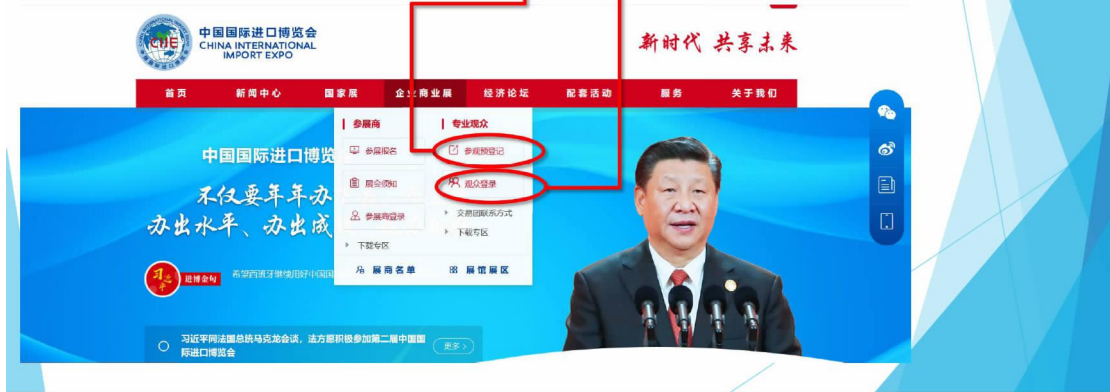 中国国际进口博览会
CHINA INTERNATIONAL
IMPORT EXPO
CIIE
新时代 共享未来
首页 新闻中心 国家展 企业商业展 经济论坛 配套活动 服务 关于我们
参展商 专业观众
参展报名 参观预登记
展会须知 观众登录
参展商登录 交易团联系方式
下载专区
下载专区
展商名单 展馆展区
中国国际进口博览
不仅要年年办
办出水平、办出成
进博金句 希望西班牙继续用好中国国
习近平同法国总统马克龙会谈，法方愿积极参加第二届中国国
际进口博览会
更多 >